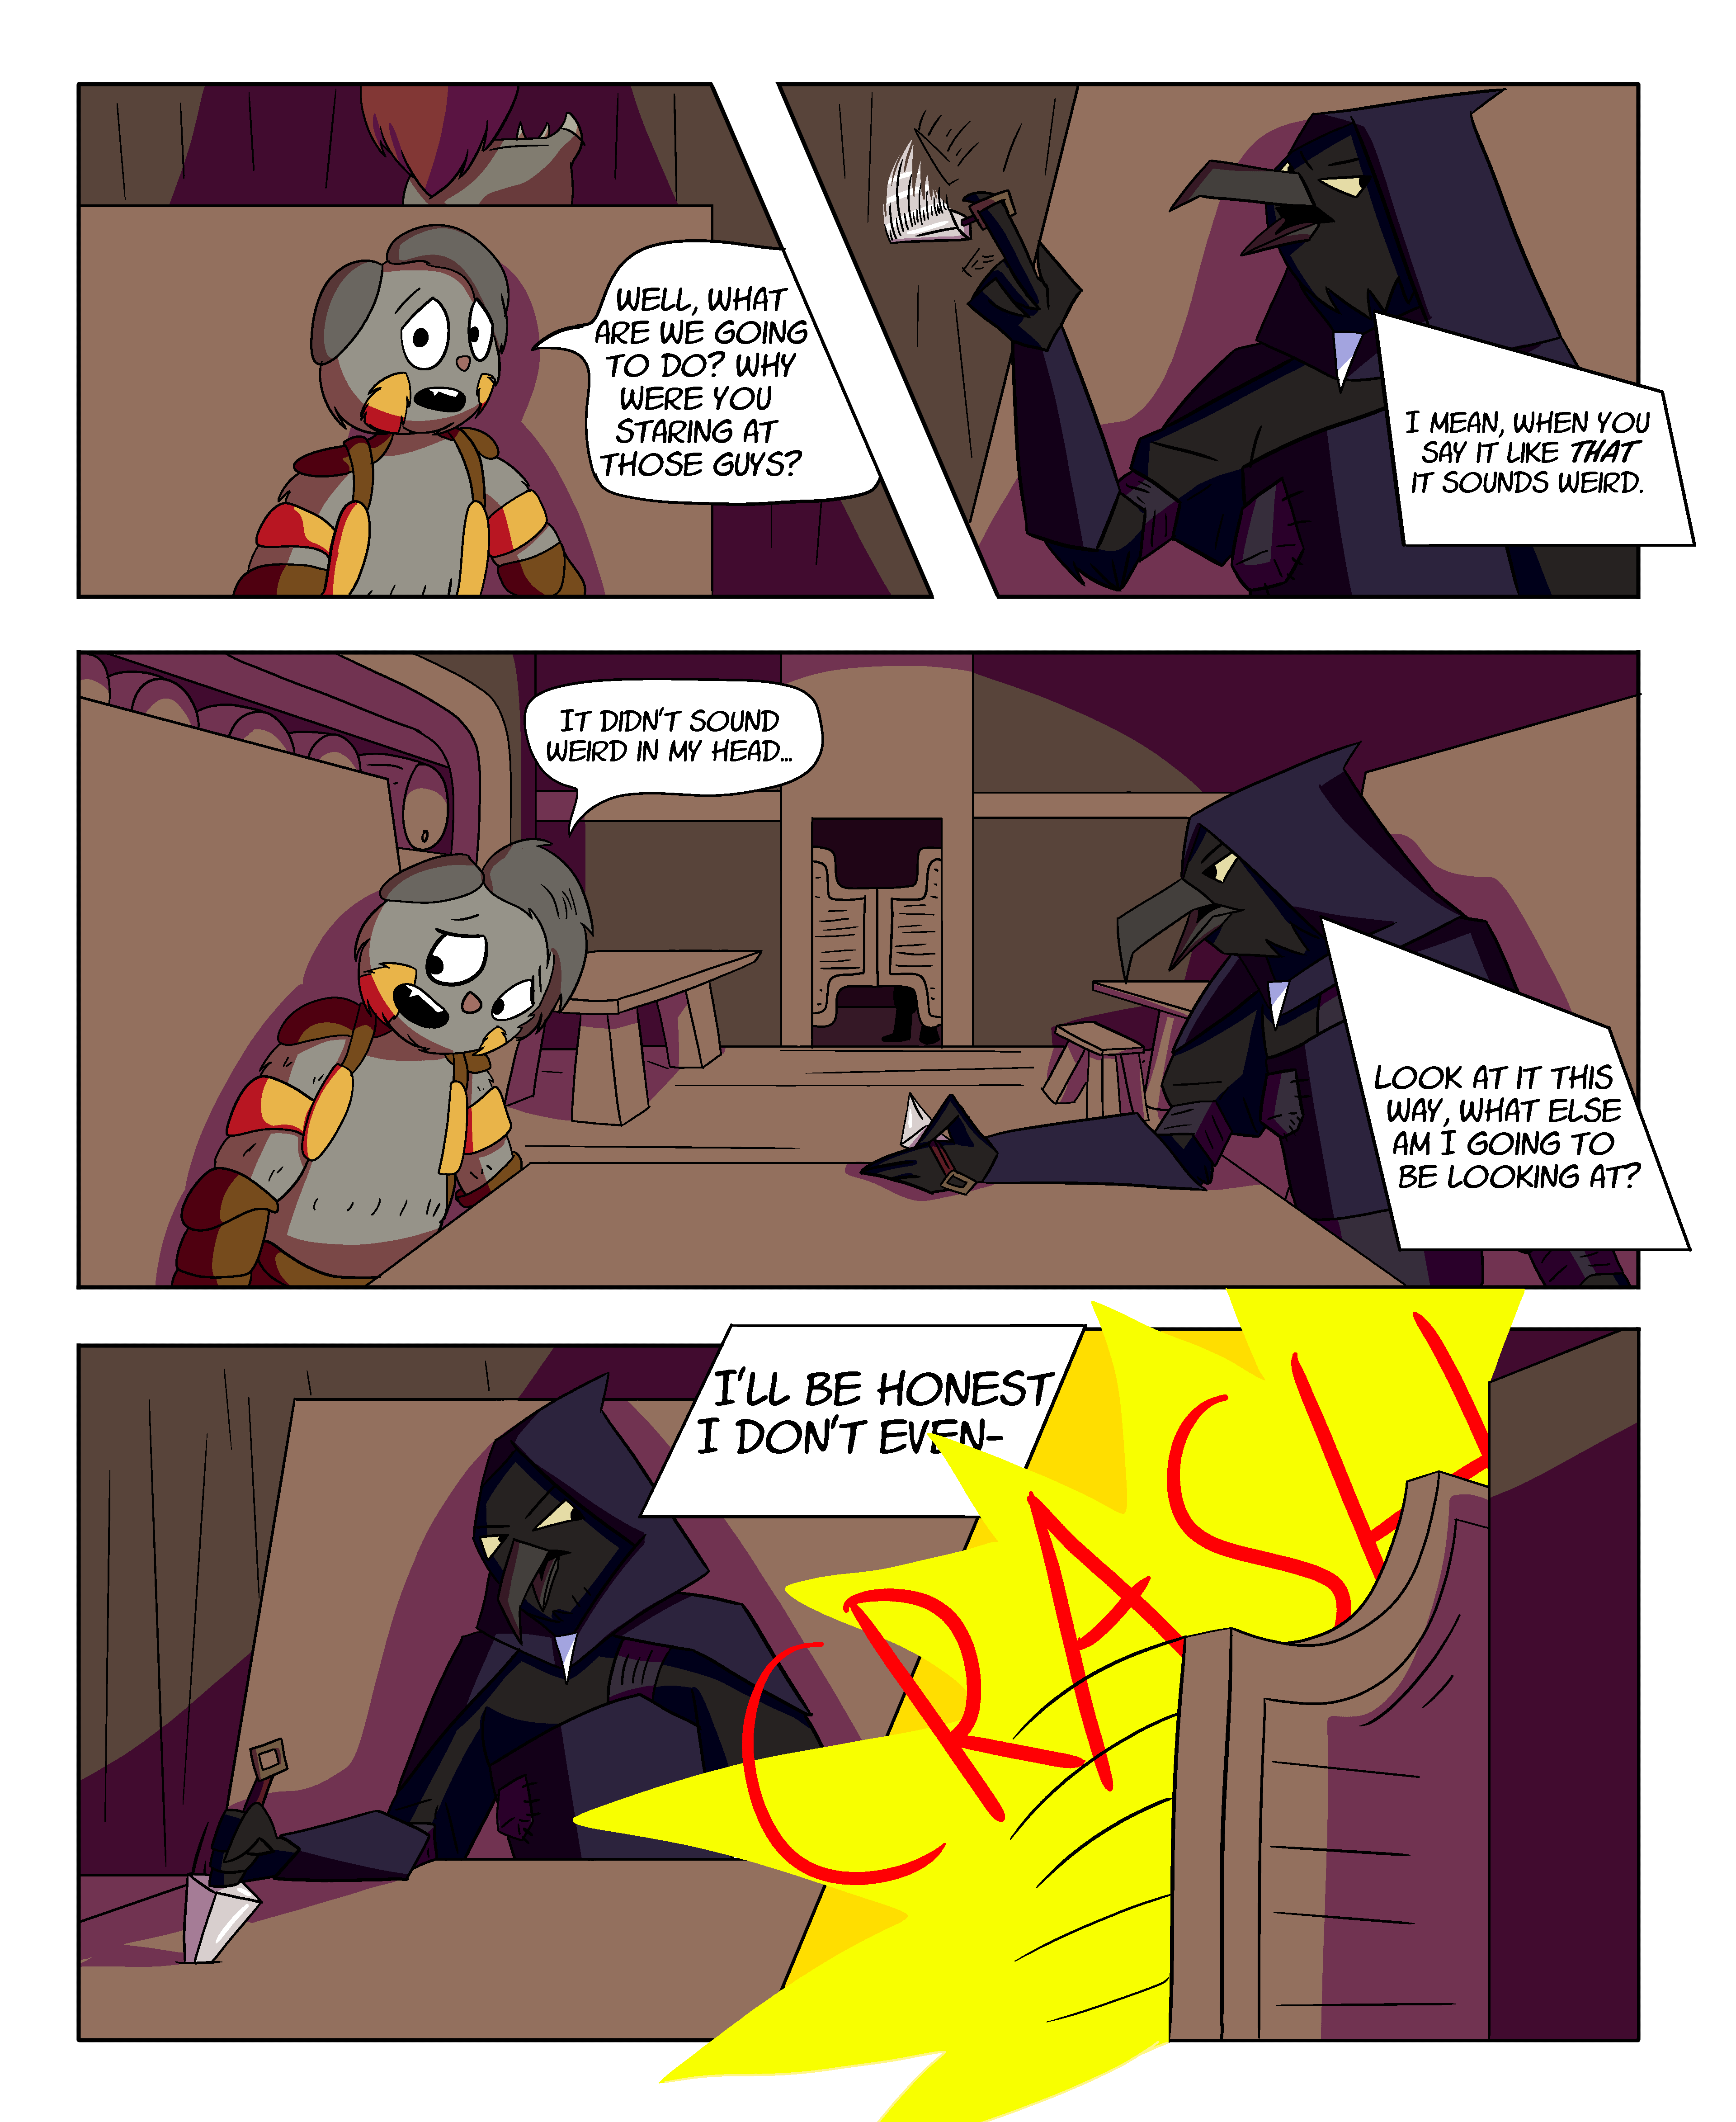 WELL, WHAT
ARE WE GOING
TO DO? WHY
WERE YOU
STARING AT
THOSE GUYS?
I MEAN, WHEN YOU
SAY IT LIKE THAT
IT SOUNDS WEIRD.
IT DIDN'T SOUND
WEIRD IN MY HEAD...
LOOK AT IT THIS
WAY, WHAT ELSE
AM I GOING TO
BE LOOKING AT?
I'LL BE HONEST
I DON'T EVEN-
CRASH